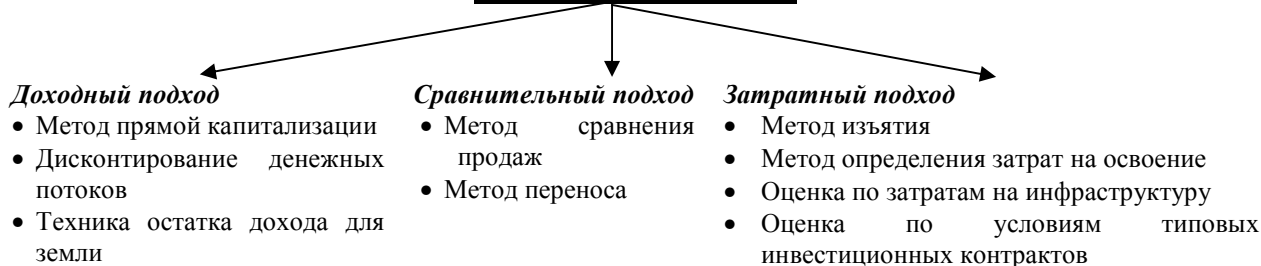 Доходный подход
• Метод прямой капитализации
• Дисконтирование денежных
потоков
• Техника остатка дохода для
земли
Сравнительный подход
• Метод сравнения
продаж
• Метод переноса
Затратный подход
• Метод изъятия
• Метод определения затрат на освоение
• Оценка по затратам на инфраструктуру
• Оценка по условиям типовых
инвестиционных контрактов